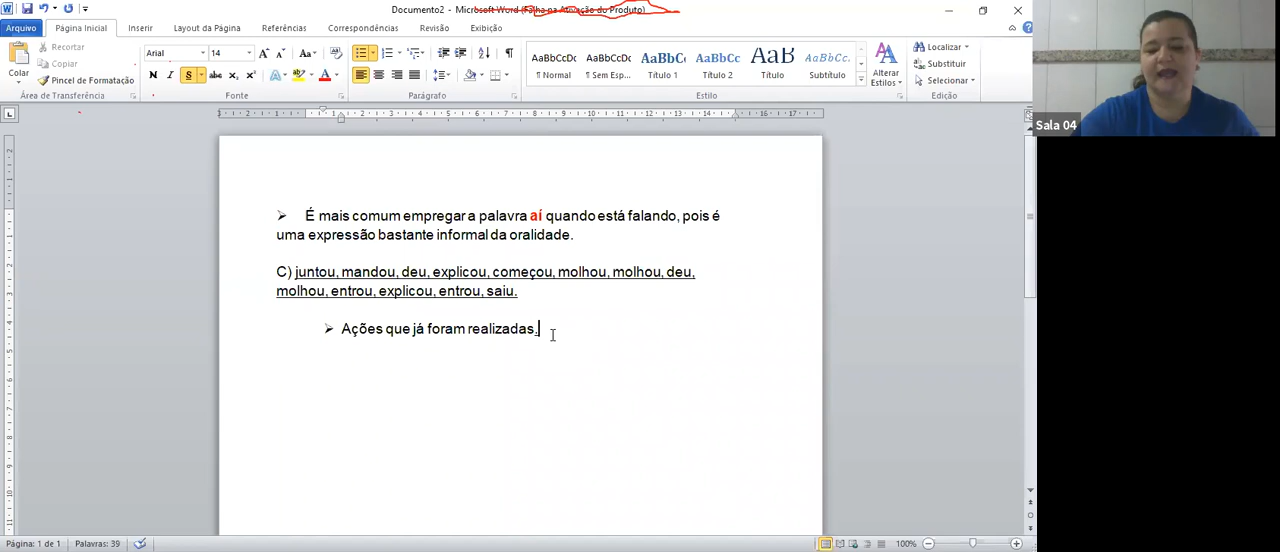 Documento2 - Microsoft Word (Falha na Ativação do Produto)
Arquivo Página Inicial Inserir Layout da Página Referências Correspondências Revisão Exibição
Colar
Recortar
Copiar
Pincel de Formatação
Área de Transferência
Arial 14
N I S abc x₂ x² A
Fonte
Parágrafo
AaBbCcDc AaBbCcDc AaBbC( AaBbCc AaB AaBbCc.
¶ Normal ¶ Sem Esp... Título 1 Título 2 Título Subtítulo
Alterar Estilos
Estilo
Localizar
Substituir
Selecionar
Edição
Sala 04
É mais comum empregar a palavra aí quando está falando, pois é
uma expressão bastante informal da oralidade.
C) juntou, mandou, deu, explicou, começou, molhou, molhou, deu,
molhou, entrou, explicou, entrou, saiu.
Ações que já foram realizadas.
Página: 1 de 1 Palavras: 39 100%